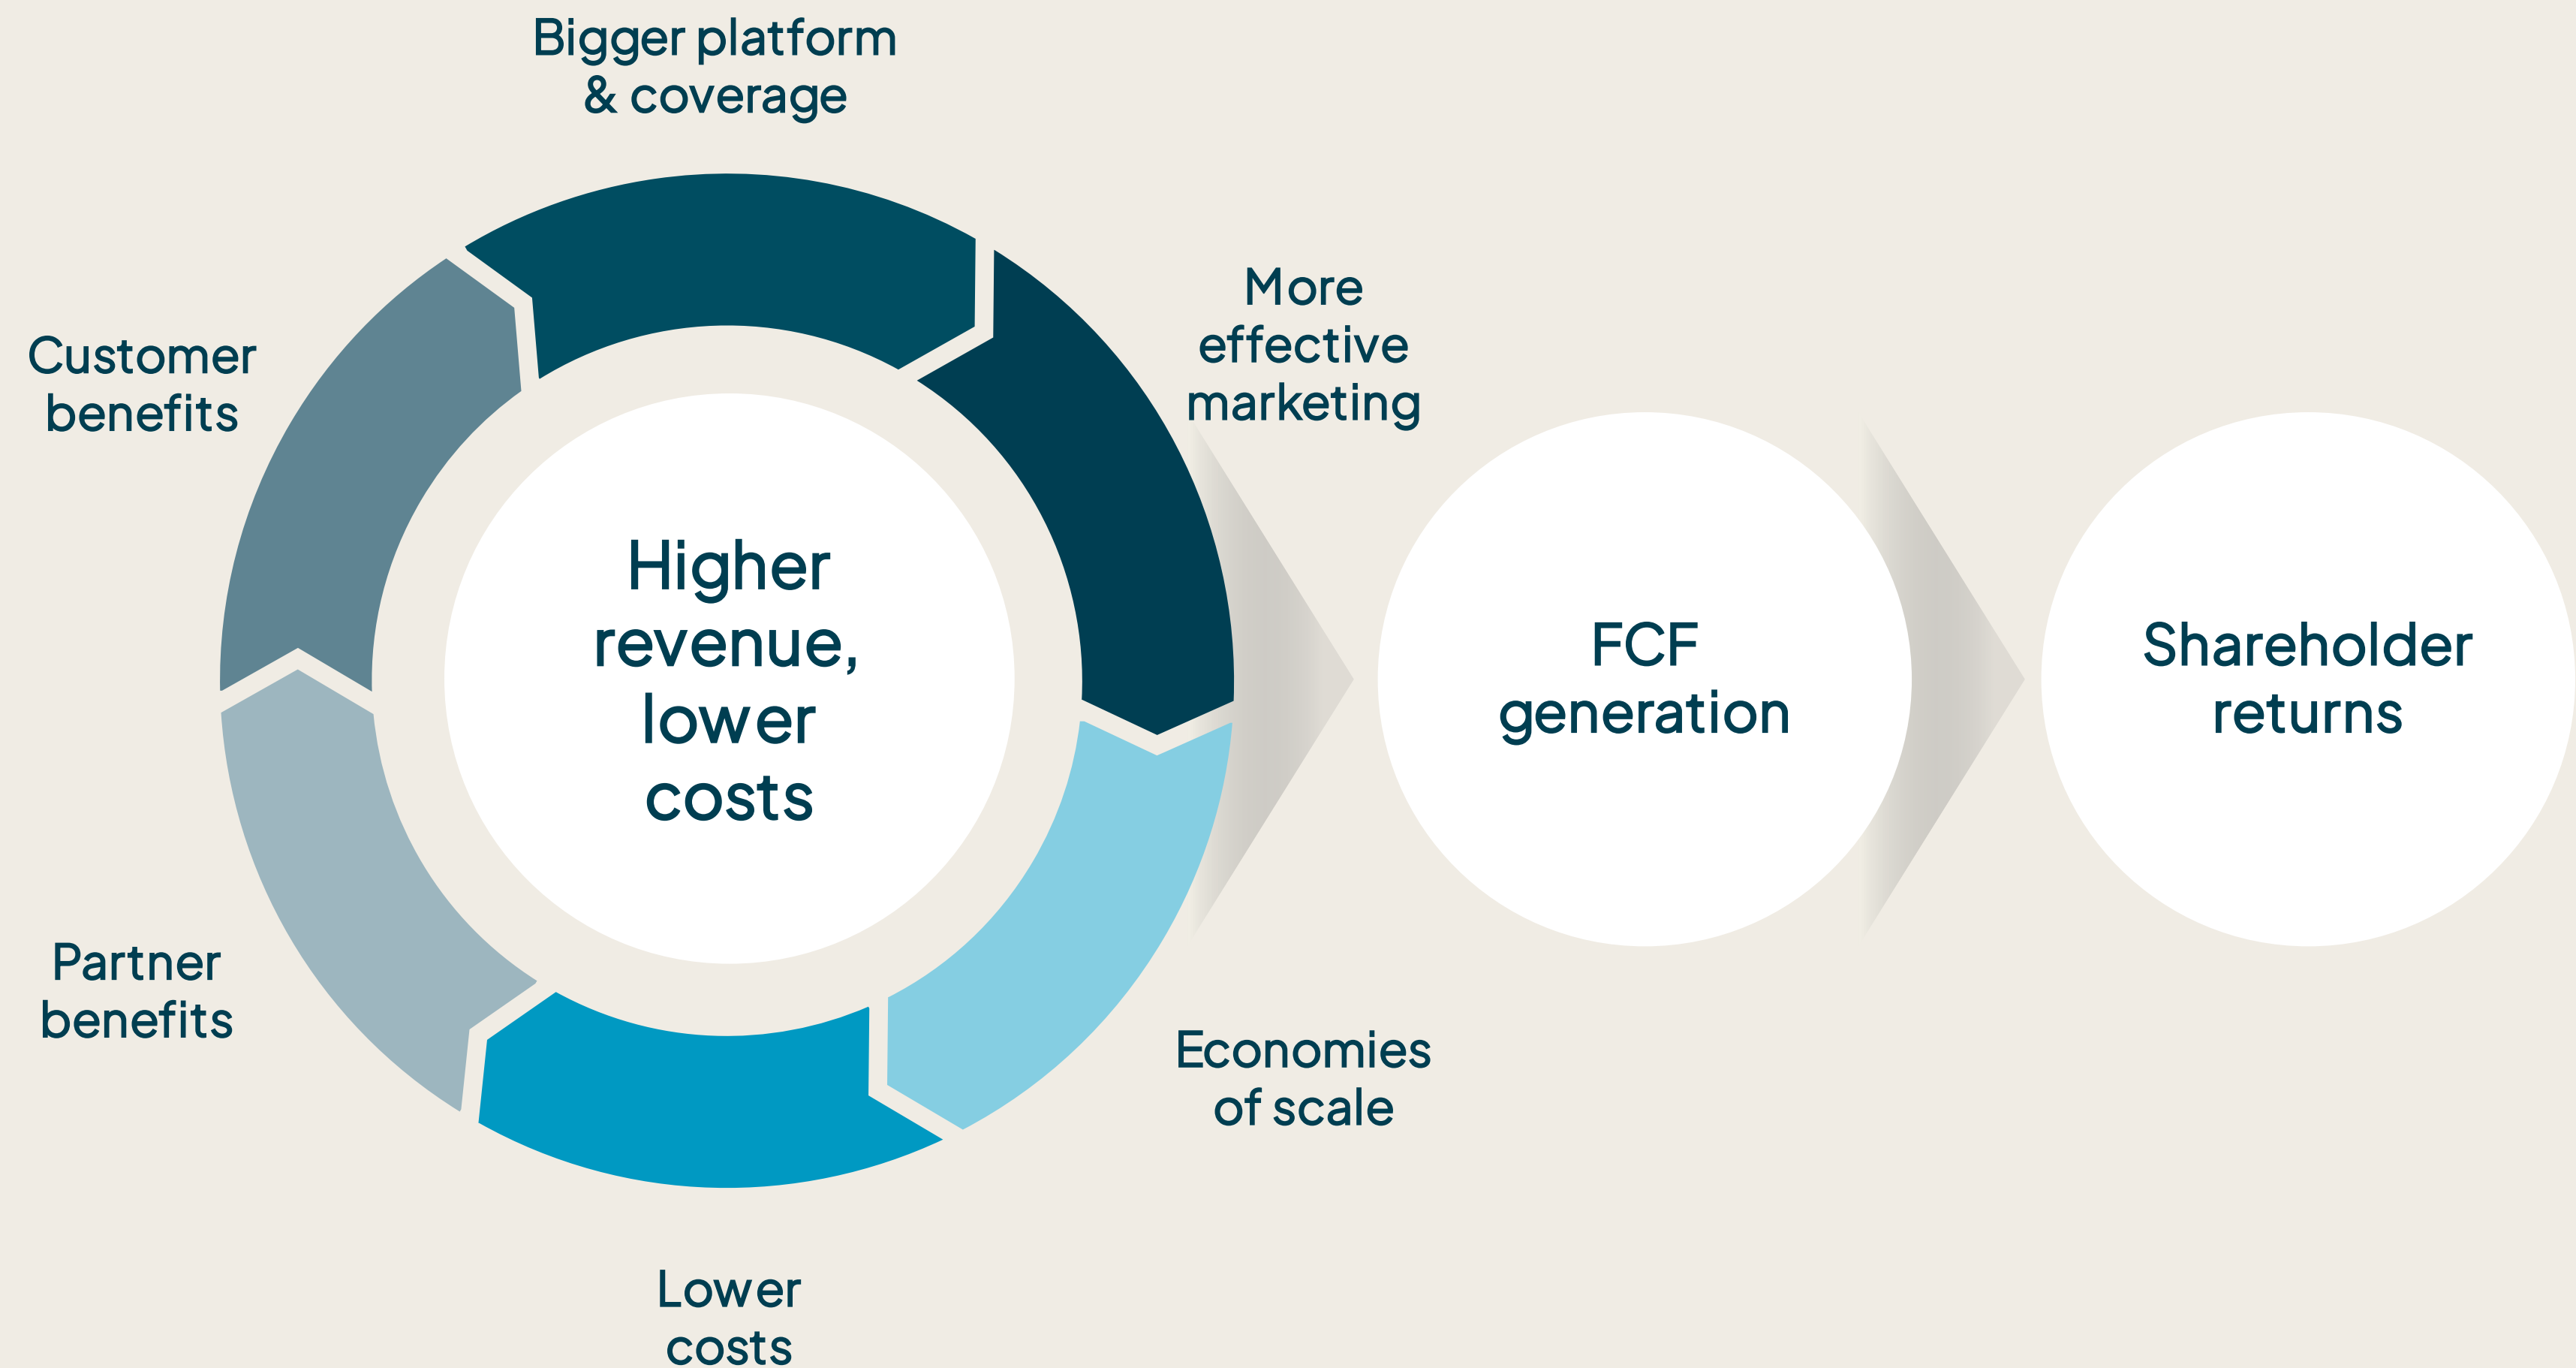 Bigger platform
& coverage
More
effective
marketing
Economies
of scale
Lower
costs
Partner
benefits
Customer
benefits
Higher
revenue,
lower
costs
FCF
generation
Shareholder
returns